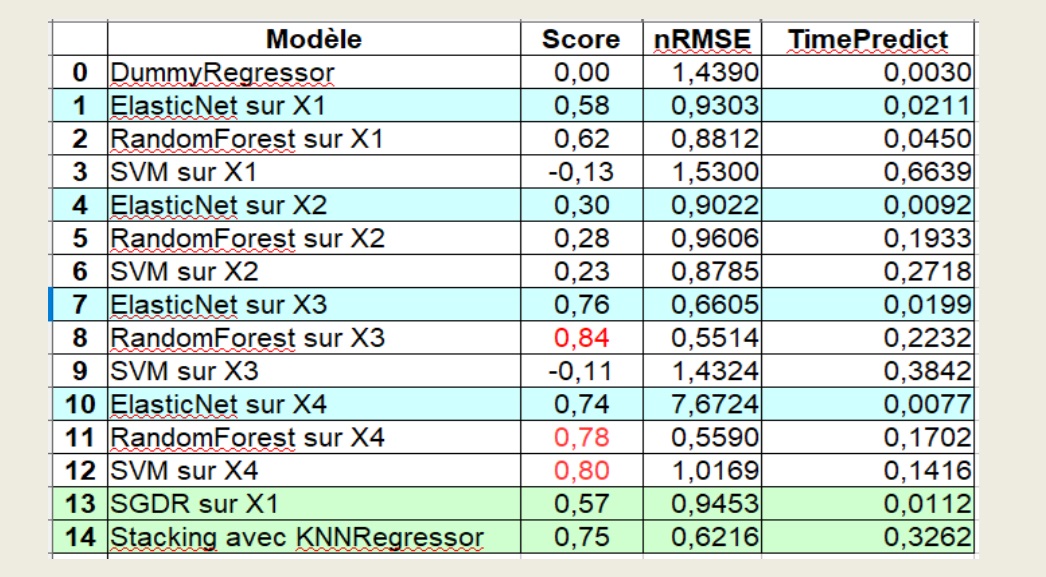 Modèle Score nRMSE TimePredict
0 DummyRegressor 0,00 1,4390 0,0030
1 ElasticNet sur X1 0,58 0,9303 0,0211
2 RandomForest sur X1 0,62 0,8812 0,0450
3 SVM sur X1 -0,13 1,5300 0,6639
4 ElasticNet sur X2 0,30 0,9022 0,0092
5 RandomForest sur X2 0,28 0,9606 0,1933
6 SVM sur X2 0,23 0,8785 0,2718
7 ElasticNet sur X3 0,76 0,6605 0,0199
8 RandomForest sur X3 0,84 0,5514 0,2232
9 SVM sur X3 -0,11 1,4324 0,3842
10 ElasticNet sur X4 0,74 7,6724 0,0077
11 RandomForest sur X4 0,78 0,5590 0,1702
12 SVM sur X4 0,80 1,0169 0,1416
13 SGDR sur X1 0,57 0,9453 0,0112
14 Stacking avec KNNRegressor 0,75 0,6216 0,3262